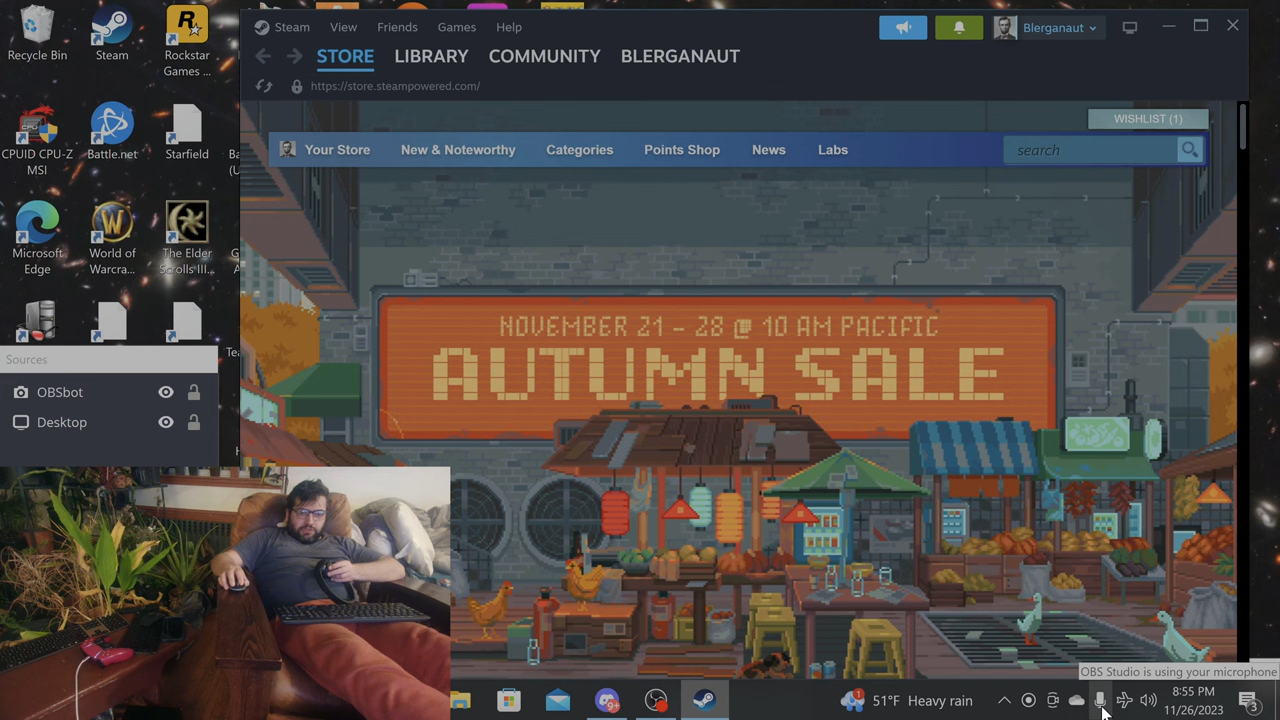 Steam View Friends Games Help
Blerganaut
STORE LIBRARY COMMUNITY BLERGANAUT
https://store.steampowered.com/
WISHLIST (1)
Your Store New & Noteworthy Categories Points Shop News Labs
search
NOVEMBER 21 - 28 @ 10 AM PACIFIC
AUTUMN SALE
Recycle Bin
Steam
Rockstar
Games ...
CPUID CPU-Z
MSI
Battle.net
Starfield
Microsoft
Edge
World of
Warcra...
The Elder
Scrolls III...
Sources
OBSbot
Desktop
OBS Studio is using your microphone
9+
1
51°F Heavy rain
8:55 PM
11/26/2023
3